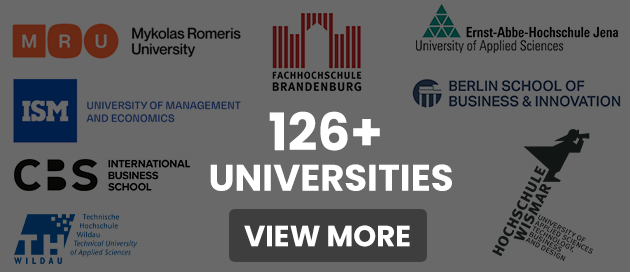 MRU
Mykolas Romeris
University
FACHHOCHSCHULE
BRANDENBURG
Ernst-Abbe-Hochschule Jena
University of Applied Sciences
ISM
UNIVERSITY OF MANAGEMENT
AND ECONOMICS
BERLIN SCHOOL OF
BUSINESS & INNOVATION
126+
UNIVERSITIES
VIEW MORE
CBS
INTERNATIONAL
BUSINESS
SCHOOL
HOCHSCHULE
WISMAR
UNIVERSITY OF
APPLIED SCIENCES
TECHNOLOGY,
BUSINESS
AND DESIGN
TH
WILDAU
Technische
Hochschule
Wildau
Technical University
of Applied Sciences